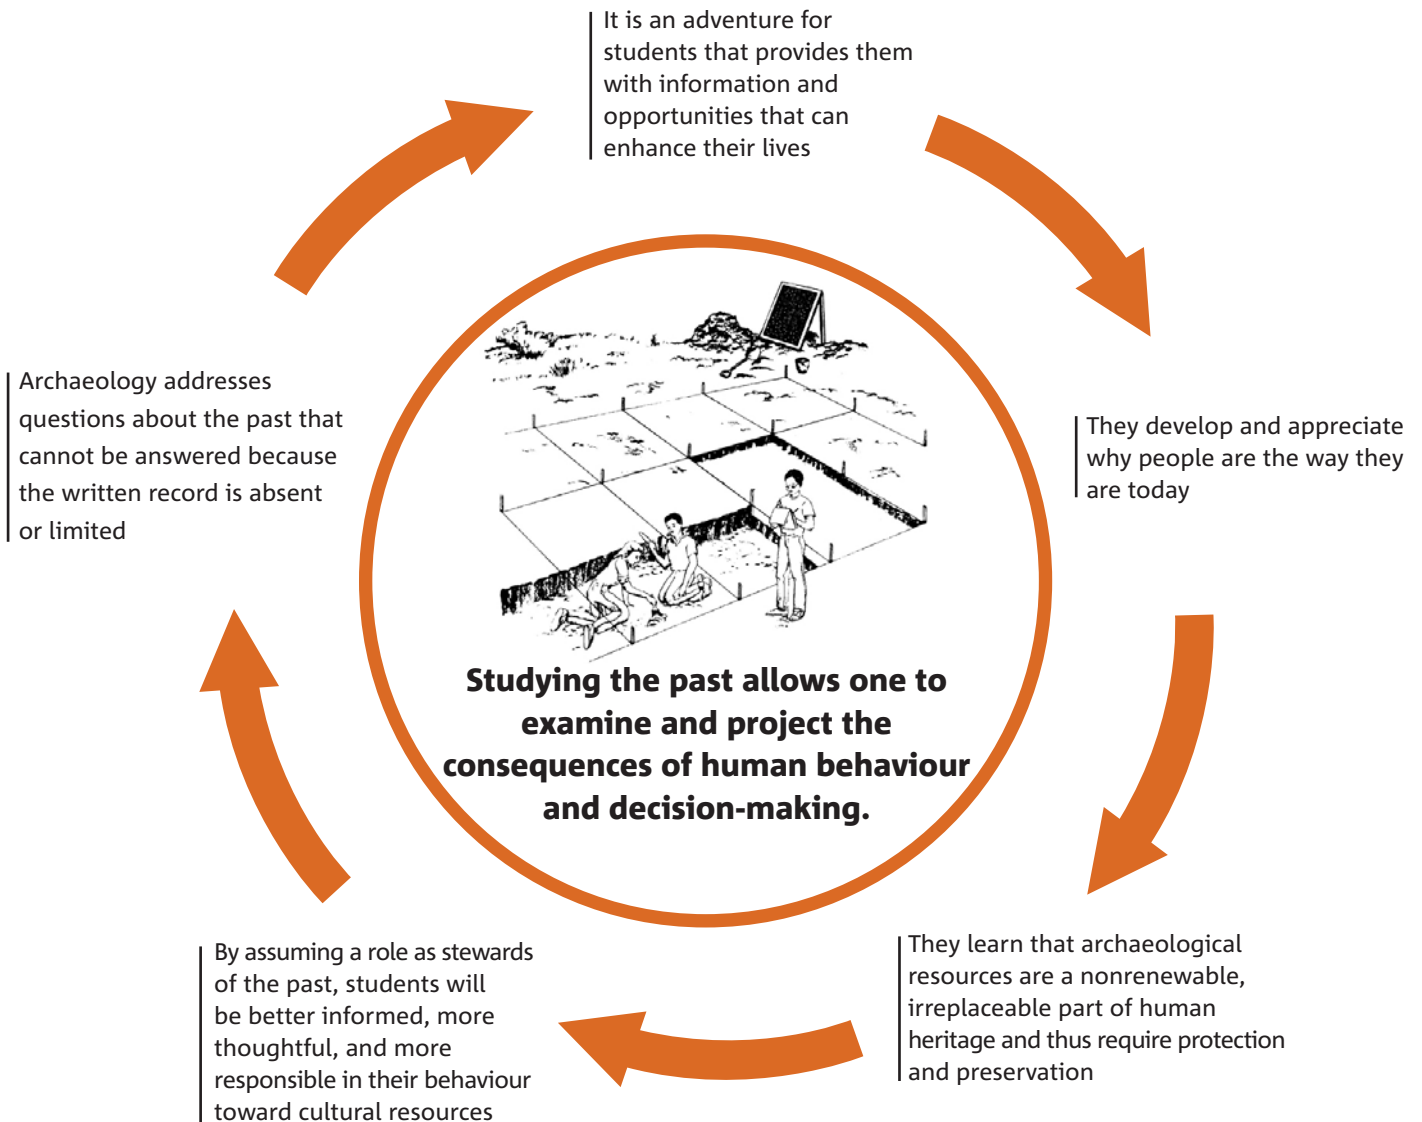 It is an adventure for
students that provides them
with information and
opportunities that can
enhance their lives
They develop and appreciate
why people are the way they
are today
They learn that archaeological
resources are a nonrenewable,
irreplaceable part of human
heritage and thus require protection
and preservation
By assuming a role as stewards
of the past, students will
be better informed, more
thoughtful, and more
responsible in their behaviour
toward cultural resources
Archaeology addresses
questions about the past that
cannot be answered because
the written record is absent
or limited
Studying the past allows one to
examine and project the
consequences of human behaviour
and decision-making.